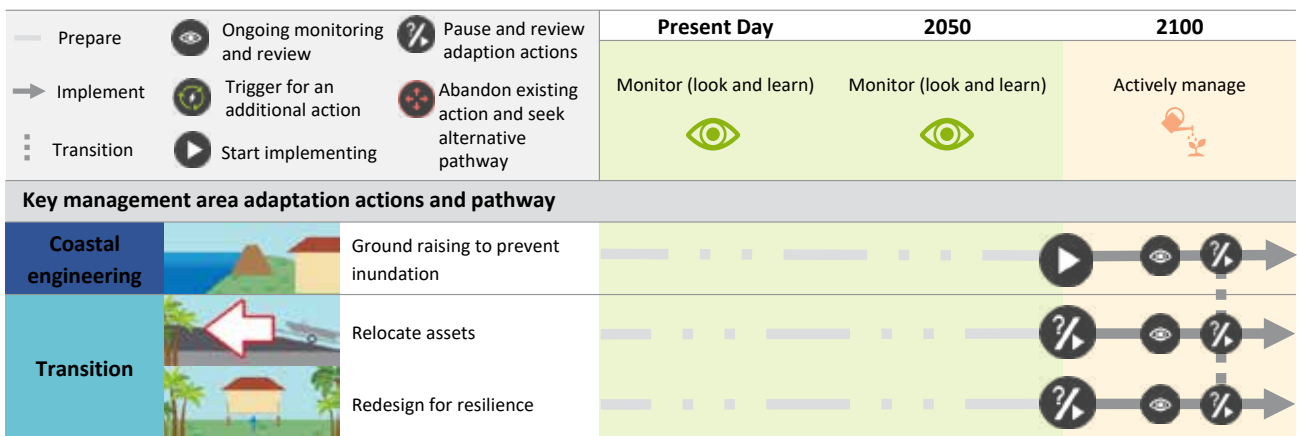 Prepare
Ongoing monitoring
and review
Pause and review
adaption actions
Implement
Trigger for an
additional action
Abandon existing
action and seek
alternative
pathway
Transition
Start implementing
Present Day
2050
2100
Monitor (look and learn)
Monitor (look and learn)
Actively manage
Key management area adaptation actions and pathway
Coastal
engineering
Ground raising to prevent
inundation
Transition
Relocate assets
Redesign for resilience